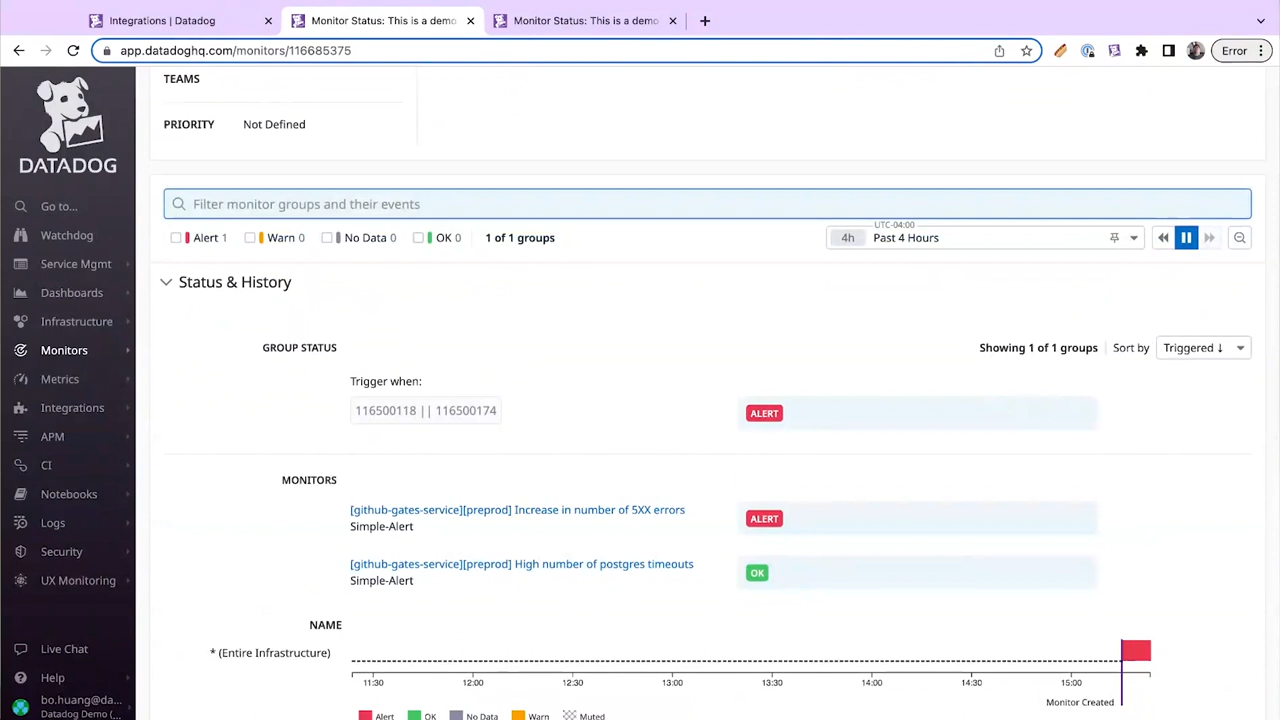 Integrations | Datadog
Monitor Status: This is a demo
Monitor Status: This is a demo
app.datadoghq.com/monitors/116685375
Error
DATADOG
Go to...
Watchdog
Service Mgmt
Dashboards
Infrastructure
Monitors
Metrics
Integrations
APM
CI
Notebooks
Logs
Security
UX Monitoring
Live Chat
Help
bo.huang@da...
Datadog Demo (...
TEAMS
PRIORITY Not Defined
Filter monitor groups and their events
Alert 1 Warn 0 No Data 0 OK 0 1 of 1 groups
UTC-04:00
4h Past 4 Hours
Status & History
GROUP STATUS
Showing 1 of 1 groups Sort by Triggered ↓
Trigger when:
116500118 || 116500174 ALERT
MONITORS
[github-gates-service][preprod] Increase in number of 5XX errors
Simple-Alert
ALERT
[github-gates-service][preprod] High number of postgres timeouts
Simple-Alert
OK
NAME
* (Entire Infrastructure)
11:30 12:00 12:30 13:00 13:30 14:00 14:30 15:00
Monitor Created
Alert OK No Data Warn Muted